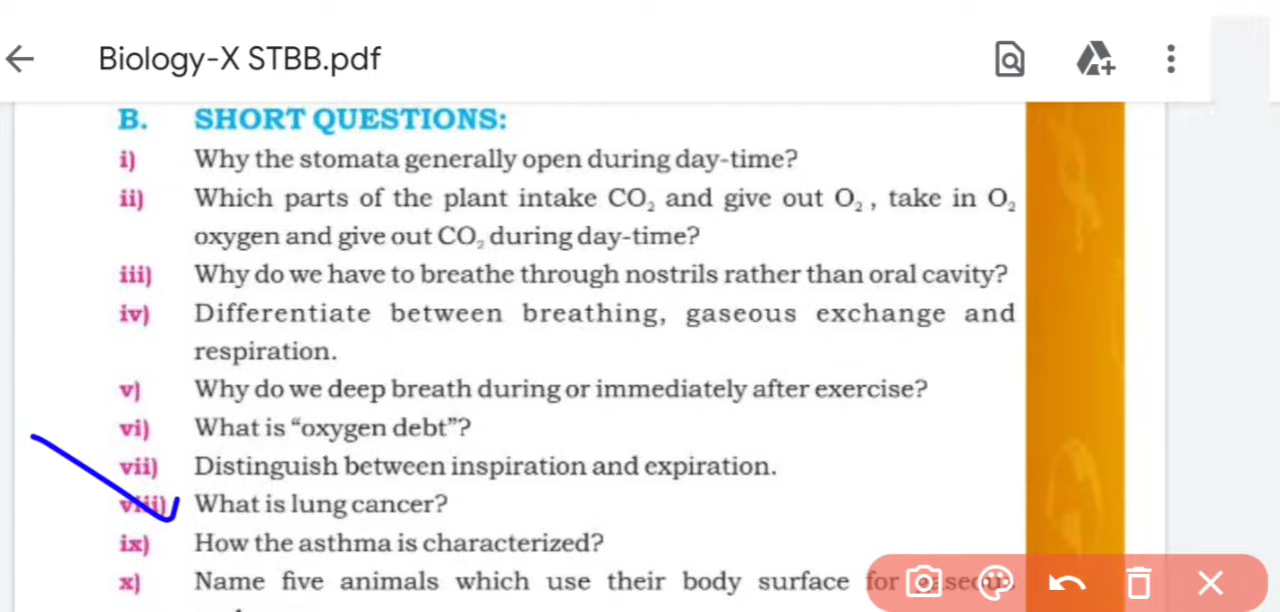 Biology-X STBB.pdf
B. SHORT QUESTIONS:
i) Why the stomata generally open during day-time?
ii) Which parts of the plant intake CO₂ and give out O₂ , take in O₂
oxygen and give out CO₂ during day-time?
iii) Why do we have to breathe through nostrils rather than oral cavity?
iv) Differentiate between breathing, gaseous exchange and
respiration.
v) Why do we deep breath during or immediately after exercise?
vi) What is “oxygen debt”?
vii) Distinguish between inspiration and expiration.
viii) What is lung cancer?
ix) How the asthma is characterized?
x) Name five animals which use their body surface for